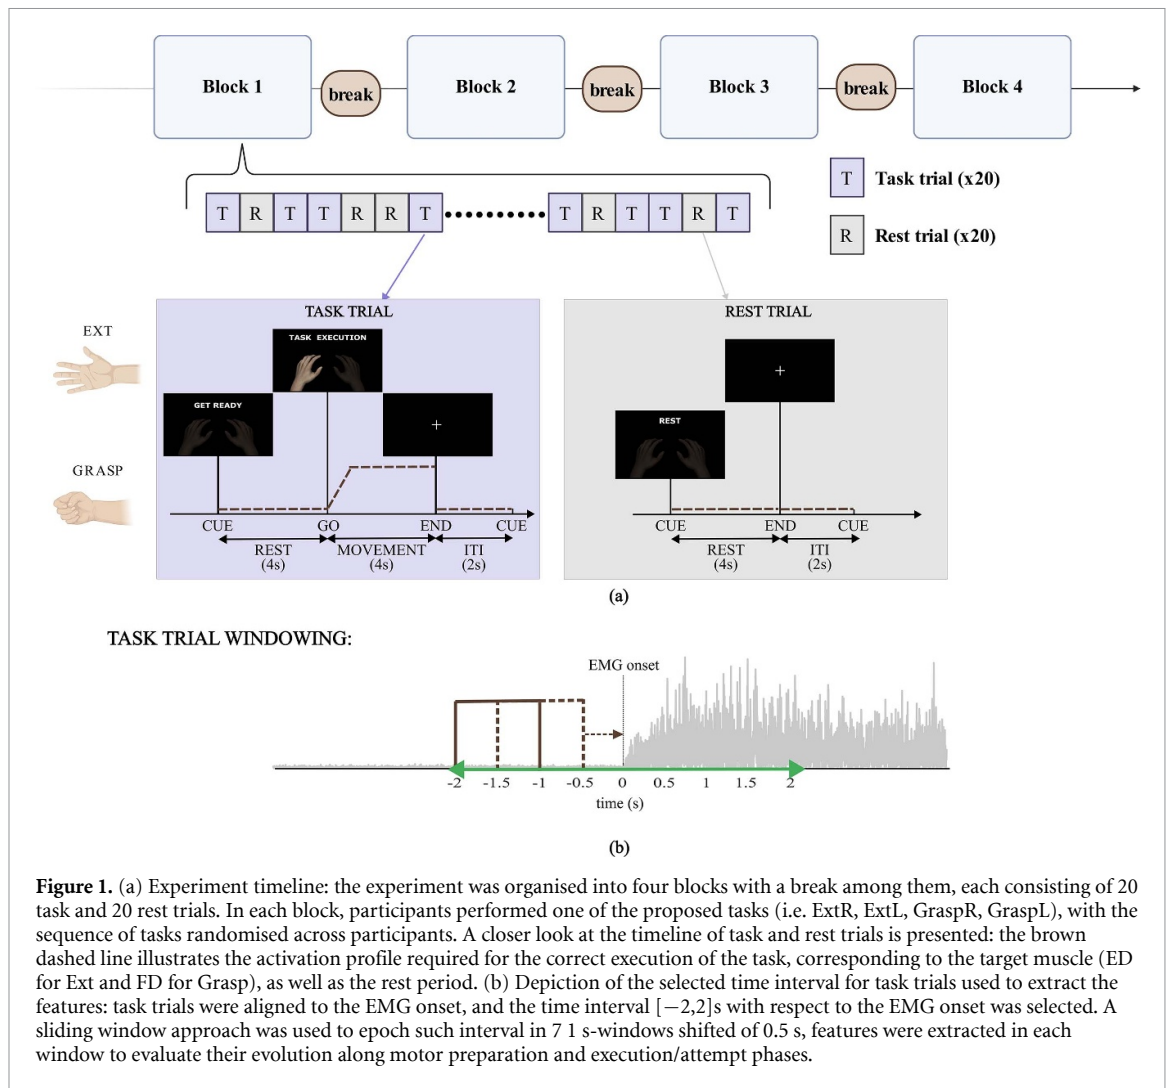 Block 1
break
Block 2
break
Block 3
break
Block 4
T R T T R R T T R T T R T
T Task trial (x20)
R Rest trial (x20)
EXT
GRASP
TASK TRIAL
TASK EXECUTION
GET READY
+
CUE GO END CUE
REST MOVEMENT ITI
(4s) (4s) (2s)
REST TRIAL
+
REST
CUE END CUE
REST ITI
(4s) (2s)
(a)
TASK TRIAL WINDOWING:
EMG onset
-2 -1.5 -1 -0.5 0 0.5 1 1.5 2
time (s)
(b)
Figure 1. (a) Experiment timeline: the experiment was organised into four blocks with a break among them, each consisting of 20
task and 20 rest trials. In each block, participants performed one of the proposed tasks (i.e. ExtR, ExtL, GraspR, GraspL), with the
sequence of tasks randomised across participants. A closer look at the timeline of task and rest trials is presented: the brown
dashed line illustrates the activation profile required for the correct execution of the task, corresponding to the target muscle (ED
for Ext and FD for Grasp), as well as the rest period. (b) Depiction of the selected time interval for task trials used to extract the
features: task trials were aligned to the EMG onset, and the time interval [−2,2]s with respect to the EMG onset was selected. A
sliding window approach was used to epoch such interval in 7 1 s-windows shifted of 0.5 s, features were extracted in each
window to evaluate their evolution along motor preparation and execution/attempt phases.